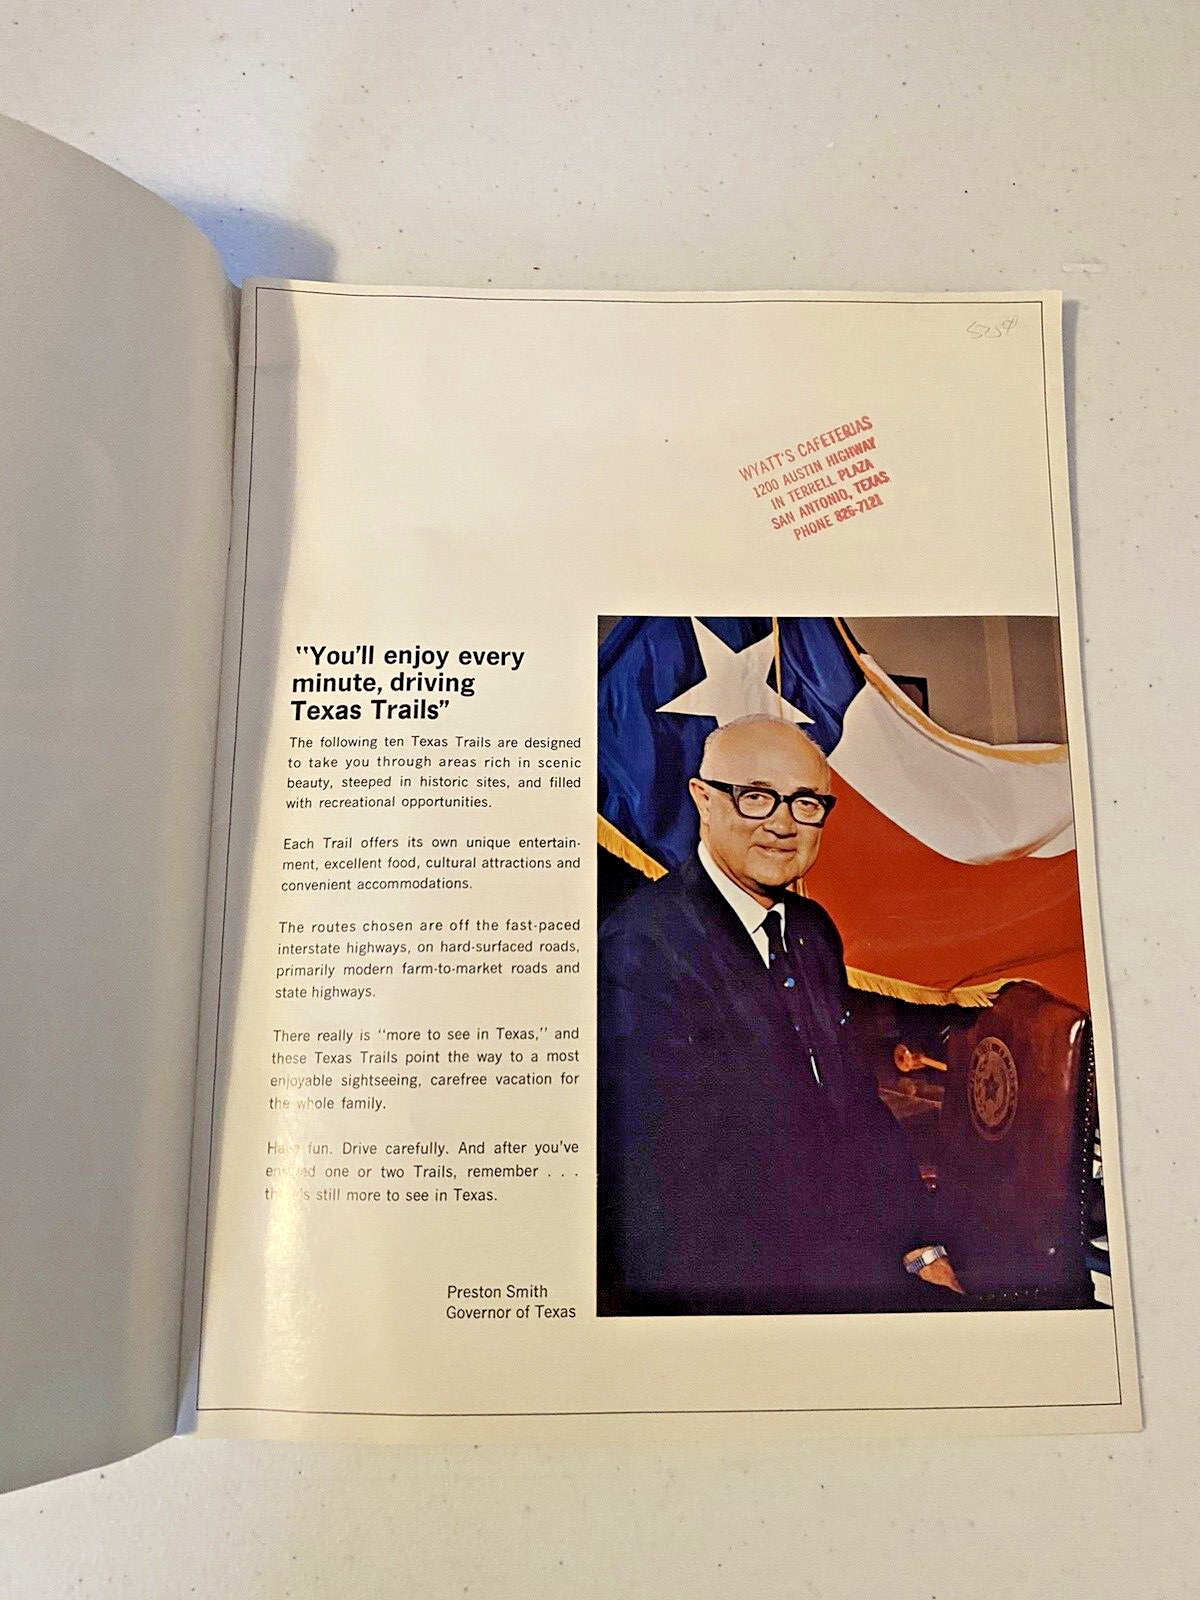 WYATT'S CAFETERIAS
1200 AUSTIN HIGHWAY
IN TERRELL PLAZA
SAN ANTONIO, TEXAS
PHONE 826-7121
"You'll enjoy every
minute, driving
Texas Trails"
The following ten Texas Trails are designed
to take you through areas rich in scenic
beauty, steeped in historic sites, and filled
with recreational opportunities.
Each Trail offers its own unique entertain-
ment, excellent food, cultural attractions and
convenient accommodations.
The routes chosen are off the fast-paced
interstate highways, on hard-surfaced roads,
primarily modern farm-to-market roads and
state highways.
There really is "more to see in Texas," and
these Texas Trails point the way to a most
enjoyable sightseeing, carefree vacation for
the whole family.
Have fun. Drive carefully. And after you've
enjoyed one or two Trails, remember . . .
there's still more to see in Texas.
Preston Smith
Governor of Texas